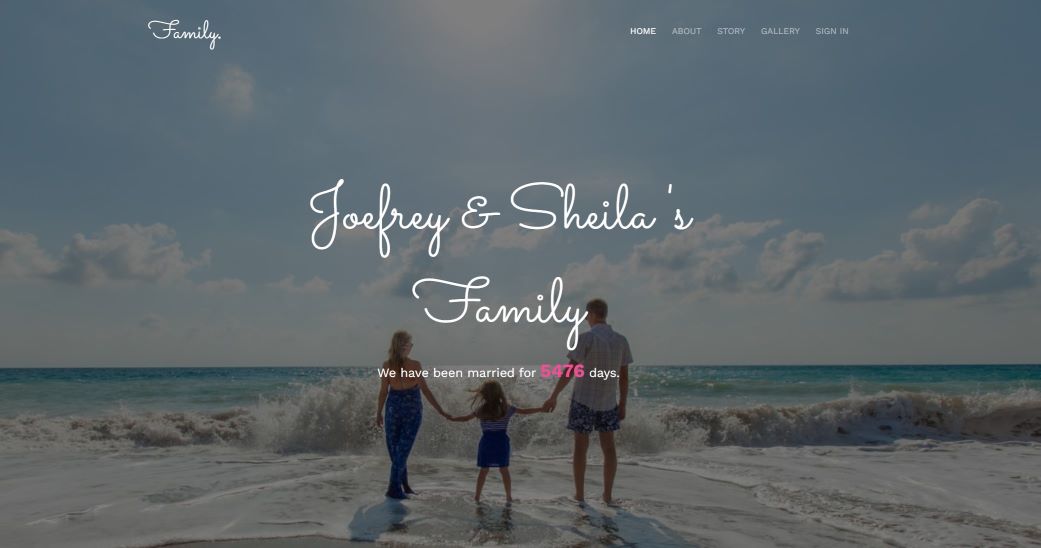 Family.
HOME ABOUT STORY GALLERY SIGN IN
Joefrey & Sheila 's
Family
We have been married for 5476 days.